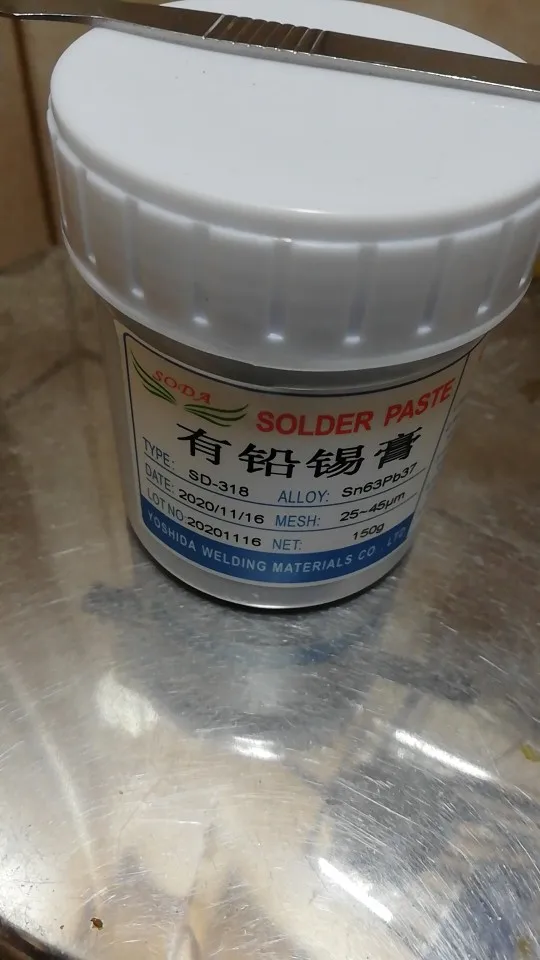 SODA
SOLDER PASTE
有铅锡膏
TYPE: SD-318 ALLOY: Sn63Pb37
DATE: 2020/11/16 MESH: 25~45μm
LOT NO:20201116 NET: 150g
YOSHIDA WELDING MATERIALS CO LTD